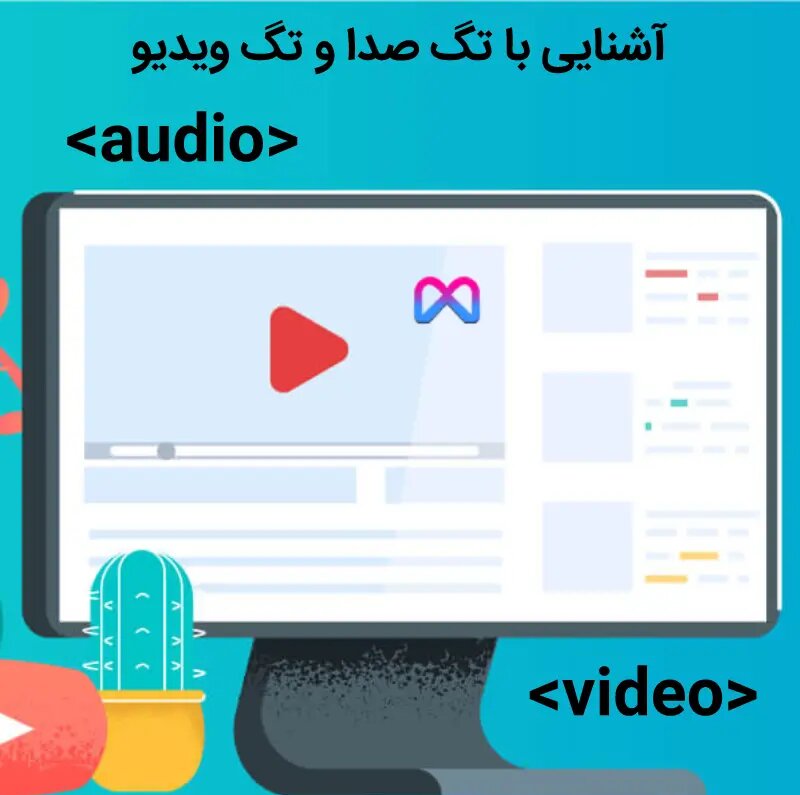 آشنایی با تگ صدا و تگ ویدیو
<audio>
<video>